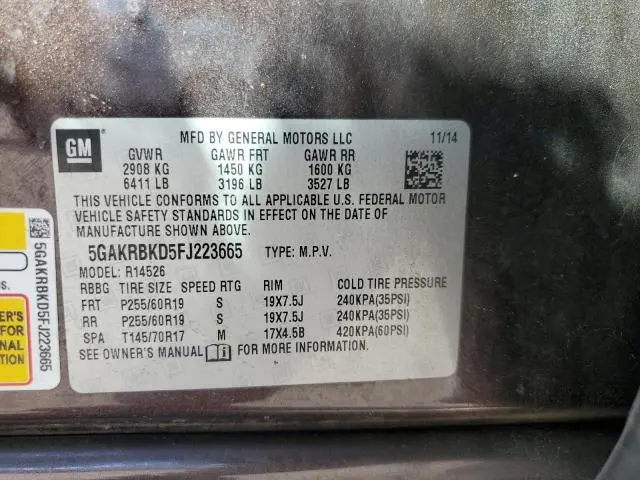 GM
MFD BY GENERAL MOTORS LLC 11/14
GVWR GAWR FRT GAWR RR
2908 KG 1450 KG 1600 KG
6411 LB 3196 LB 3527 LB
THIS VEHICLE CONFORMS TO ALL APPLICABLE U.S. FEDERAL MOTOR
VEHICLE SAFETY STANDARDS IN EFFECT ON THE DATE OF
MANUFACTURE SHOWN ABOVE.
5GAKRBKD5FJ223665 TYPE: M.P.V.
MODEL: R14526
RBBG TIRE SIZE SPEED RTG RIM COLD TIRE PRESSURE
FRT P255/60R19 S 19X7.5J 240KPA(35PSI)
RR P255/60R19 S 19X7.5J 240KPA(35PSI)
SPA T145/70R17 M 17X4.5B 420KPA(60PSI)
SEE OWNER'S MANUAL i FOR MORE INFORMATION.
5GAKRBKD5FJ223665
ER'S
FOR
NAL
ATION